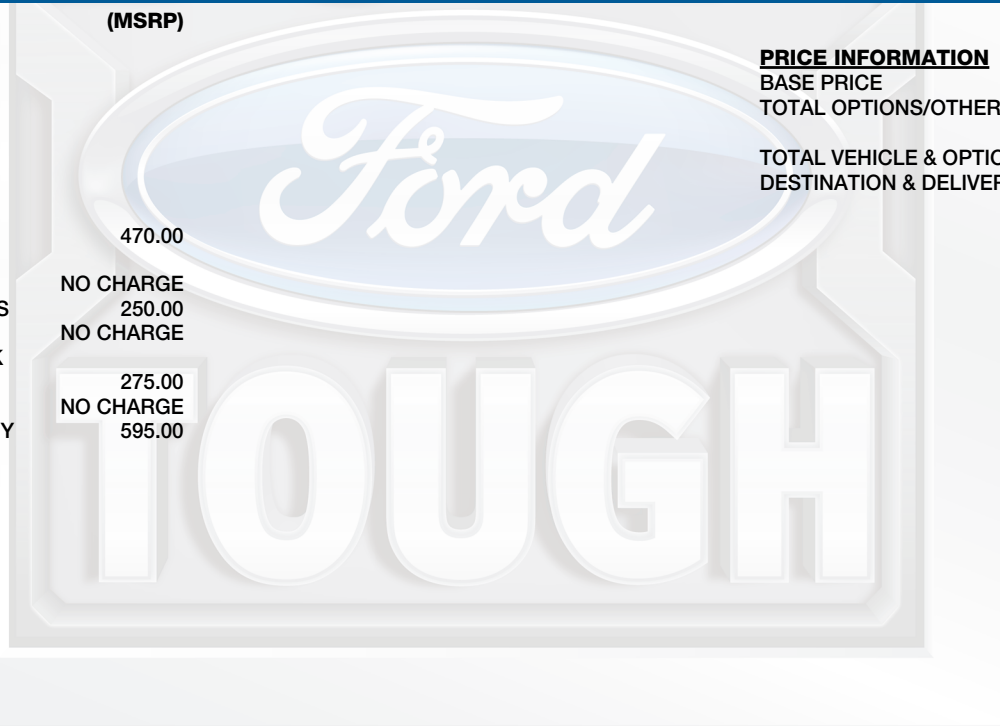 (MSRP)
470.00
NO CHARGE
S 250.00
NO CHARGE
K
275.00
NO CHARGE
Y 595.00
PRICE INFORMATION
BASE PRICE
TOTAL OPTIONS/OTHER
TOTAL VEHICLE & OPTIO
DESTINATION & DELIVER
Ford
TOUGH